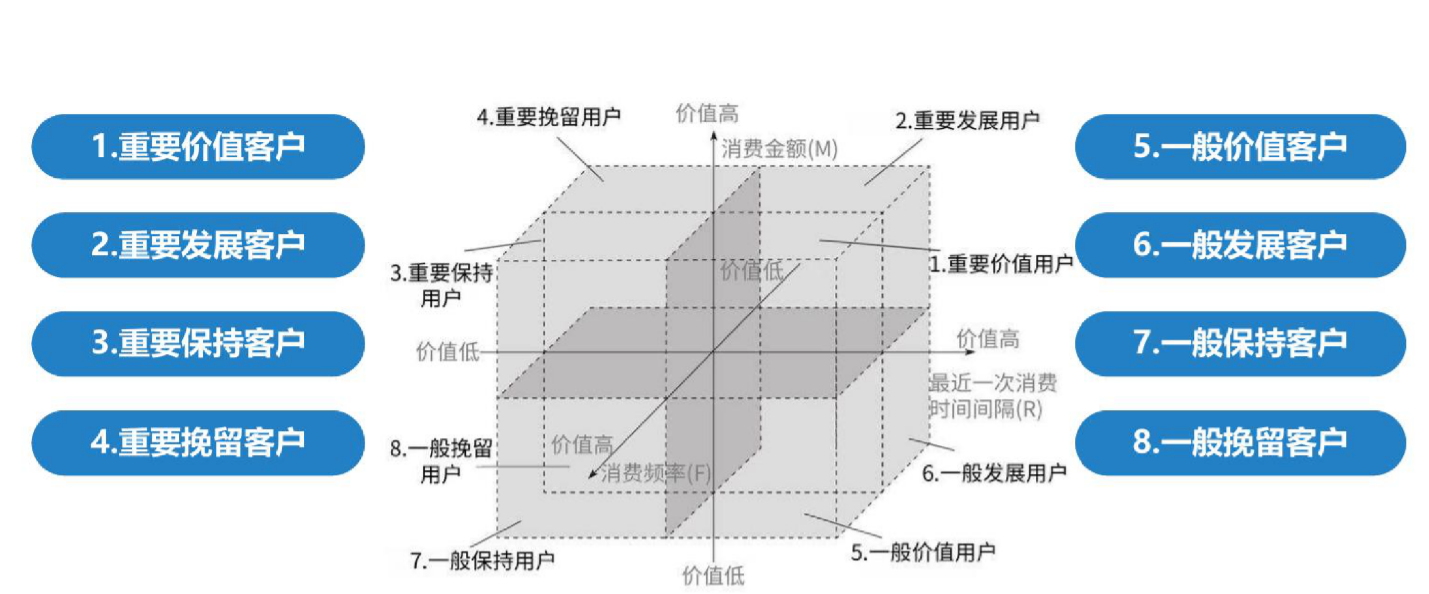 1.重要价值客户
2.重要发展客户
3.重要保持客户
4.重要挽留客户
4.重要挽留用户
价值高
消费金额(M)
2.重要发展用户
3.重要保持
用户
价值低
1.重要价值用户
价值低
价值高
最近一次消费
时间间隔(R)
8.一般挽留
用户
价值高
消费频率(F)
6.一般发展用户
7.一般保持用户
5.一般价值用户
价值低
5.一般价值客户
6.一般发展客户
7.一般保持客户
8.一般挽留客户